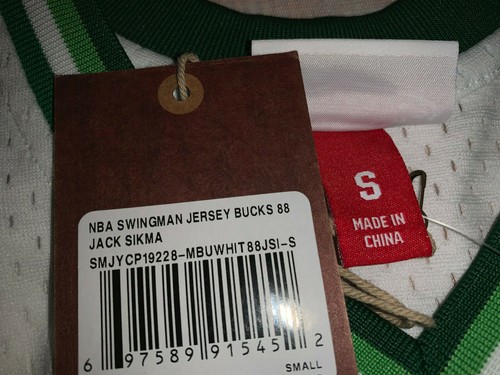 NBA SWINGMAN JERSEY BUCKS 88
JACK SIKMA
SMJYCP19228-MBUWHIT88JSI-S
6 97589 91545 2
SMALL
S
MADE IN
CHINA